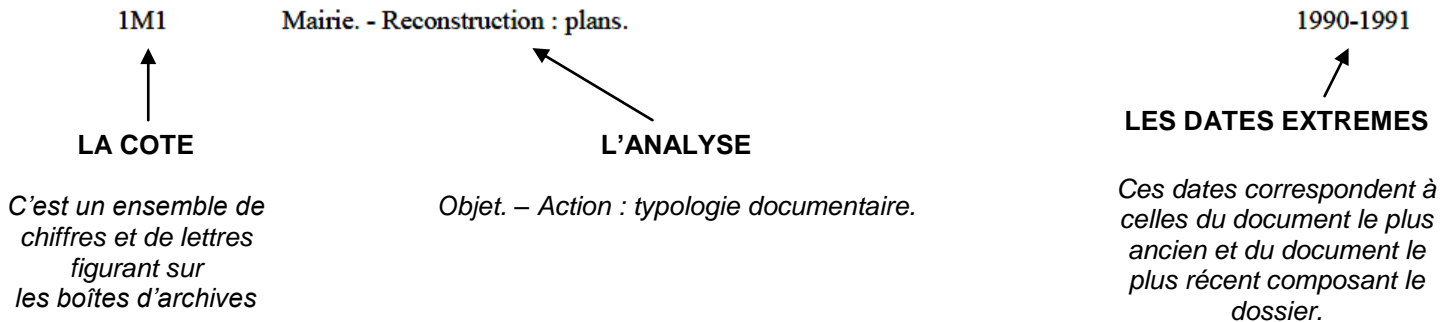 1M1 Mairie. - Reconstruction : plans. 1990-1991
LA COTE
C'est un ensemble de
chiffres et de lettres
figurant sur
les boîtes d'archives
L'ANALYSE
Objet. – Action : typologie documentaire.
LES DATES EXTREMES
Ces dates correspondent à
celles du document le plus
ancien et du document le
plus récent composant le
dossier.